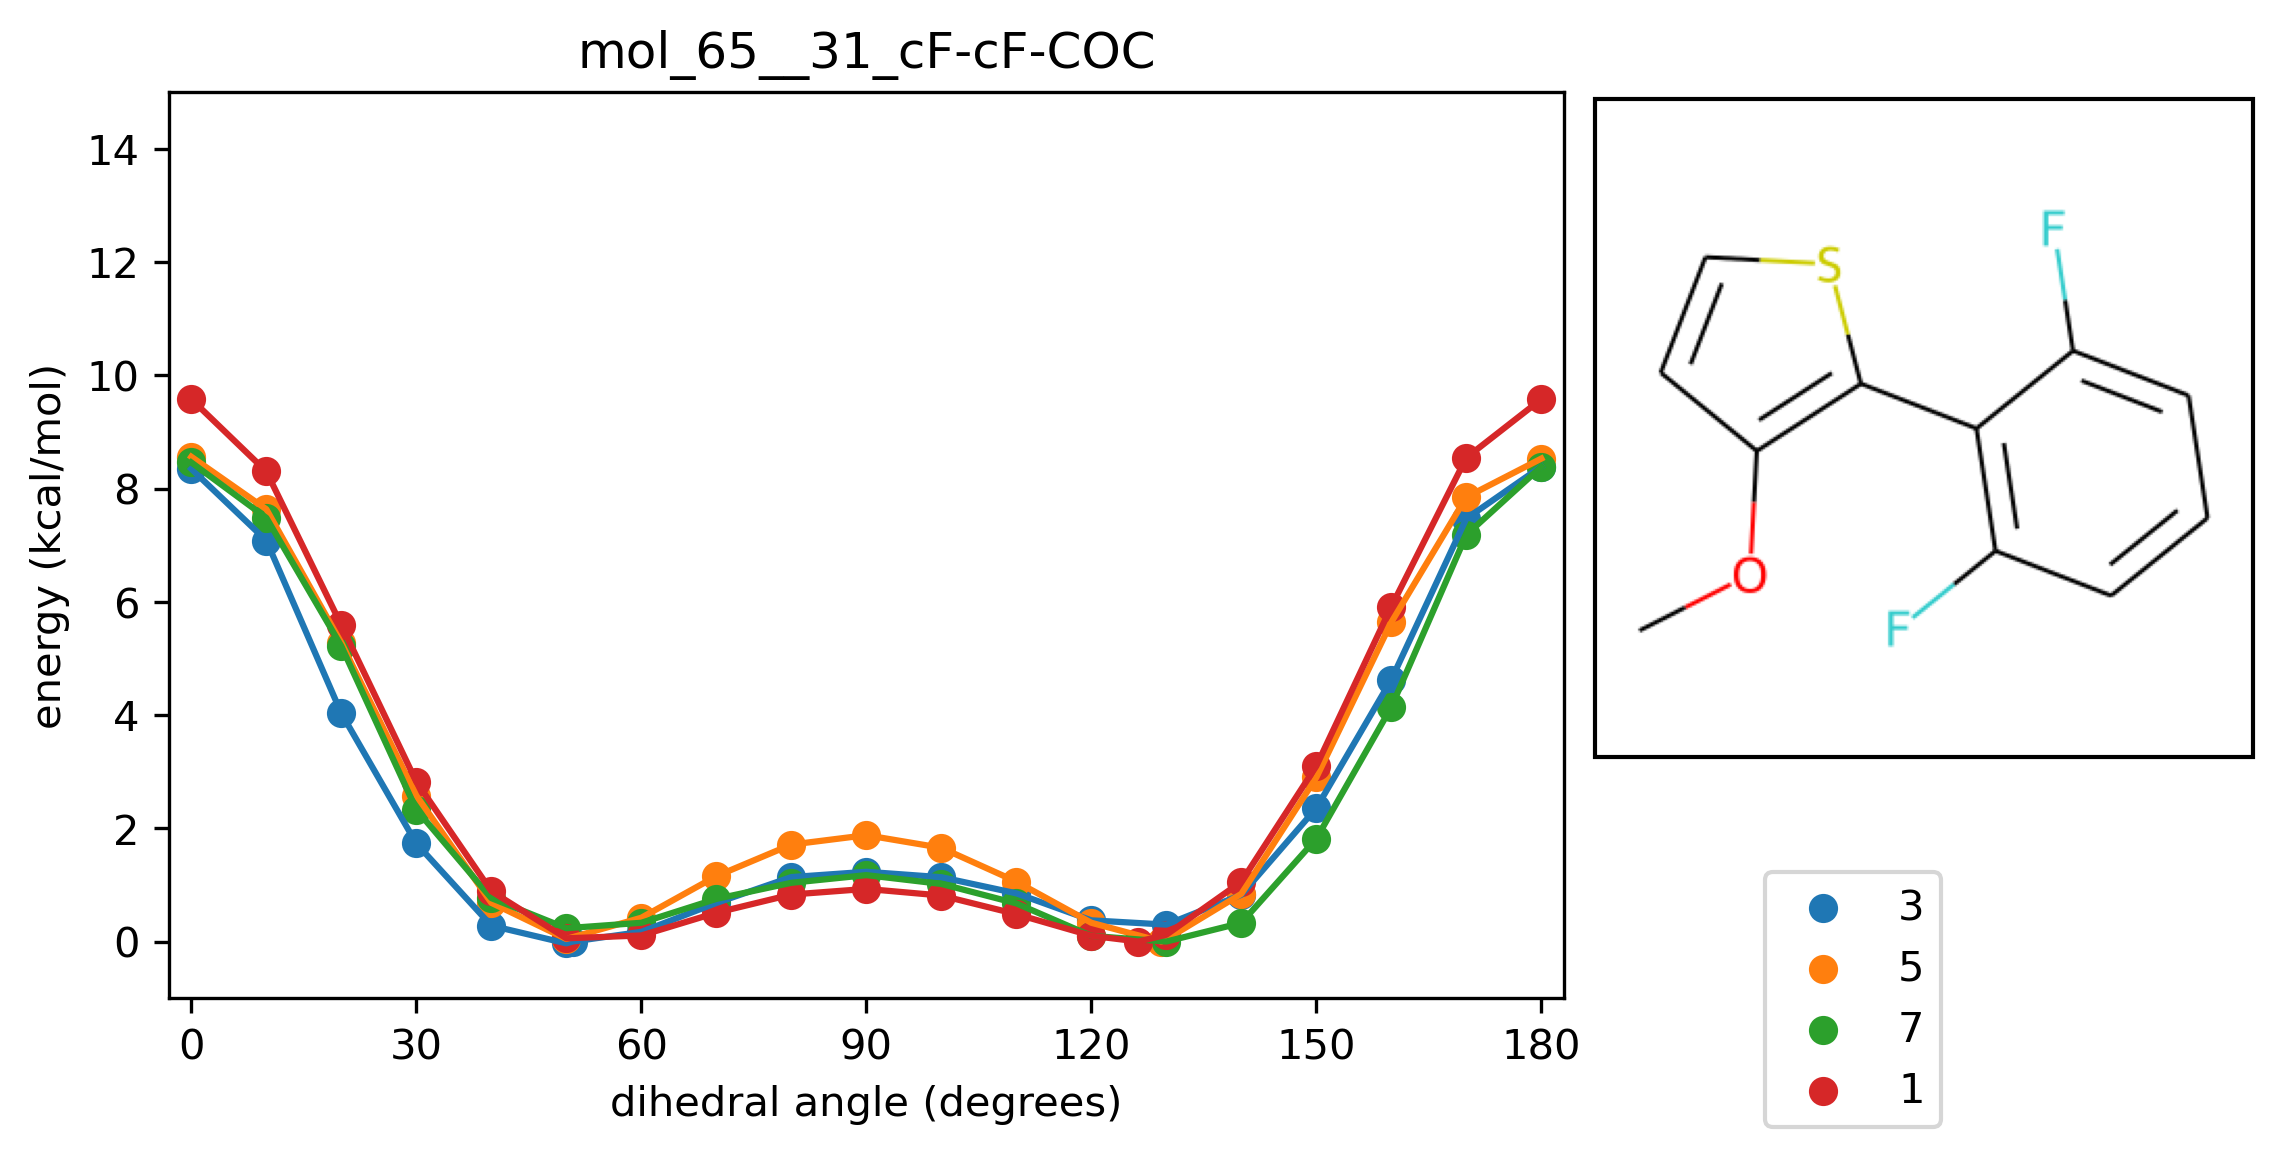 mol_65__31_cF-cF-COC
14
12
10
8
6
4
2
0
energy (kcal/mol)
0 30 60 90 120 150 180
dihedral angle (degrees)
S
F
O
F
3
5
7
1